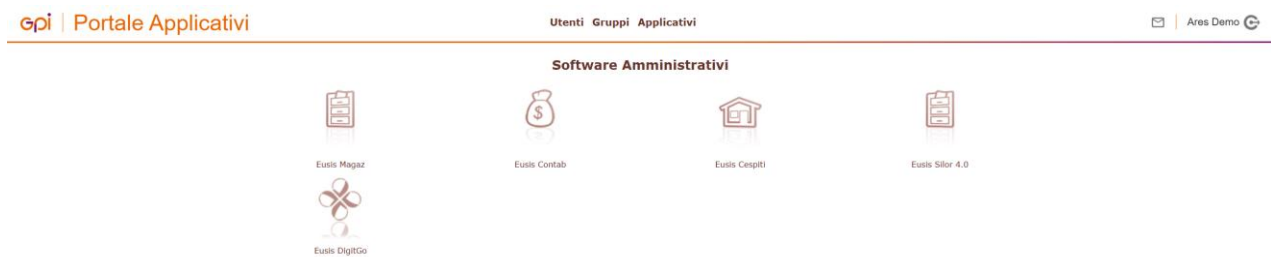 gpi | Portale Applicativi
Utenti Gruppi Applicativi
Ares Demo
Software Amministrativi
$
Eusis Magaz
Eusis Contab
Eusis Cespiti
Eusis Silor 4.0
Eusis DigitGo